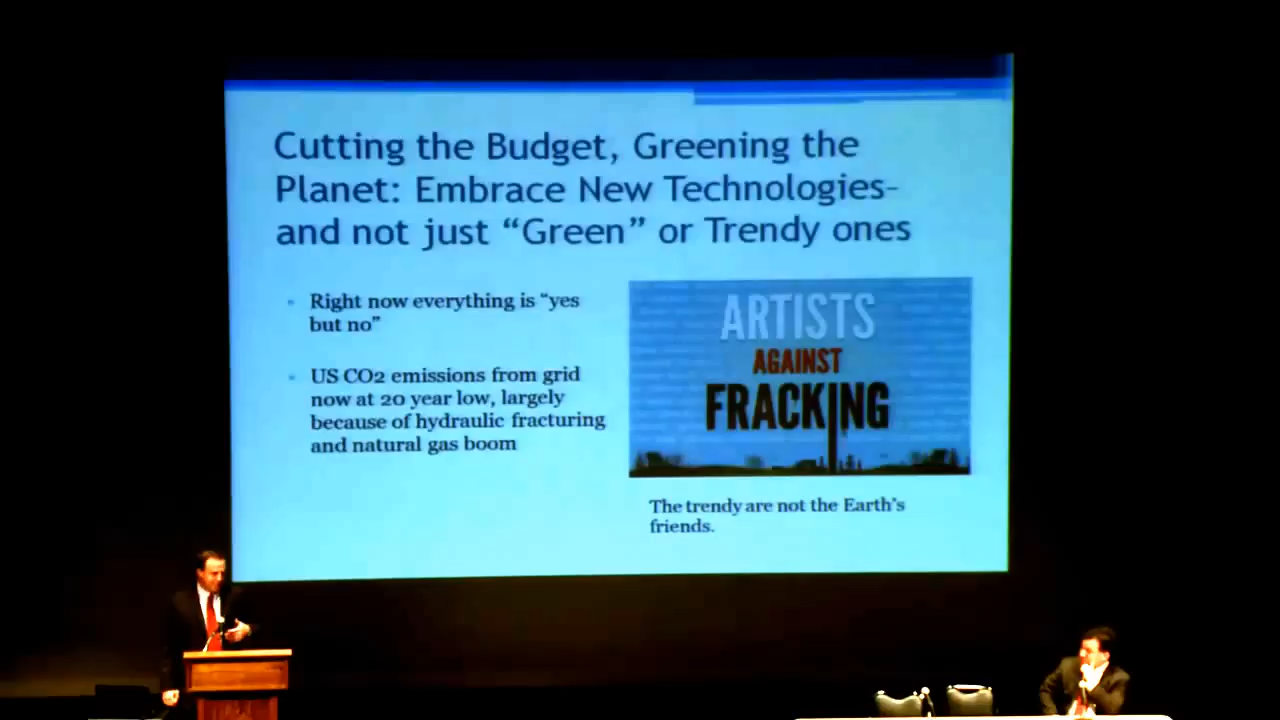 Cutting the Budget, Greening the
Planet: Embrace New Technologies-
and not just “Green” or Trendy ones
Right now everything is “yes
but no”
US CO2 emissions from grid
now at 20 year low, largely
because of hydraulic fracturing
and natural gas boom
ARTISTS
AGAINST
FRACKING
The trendy are not the Earth's
friends.